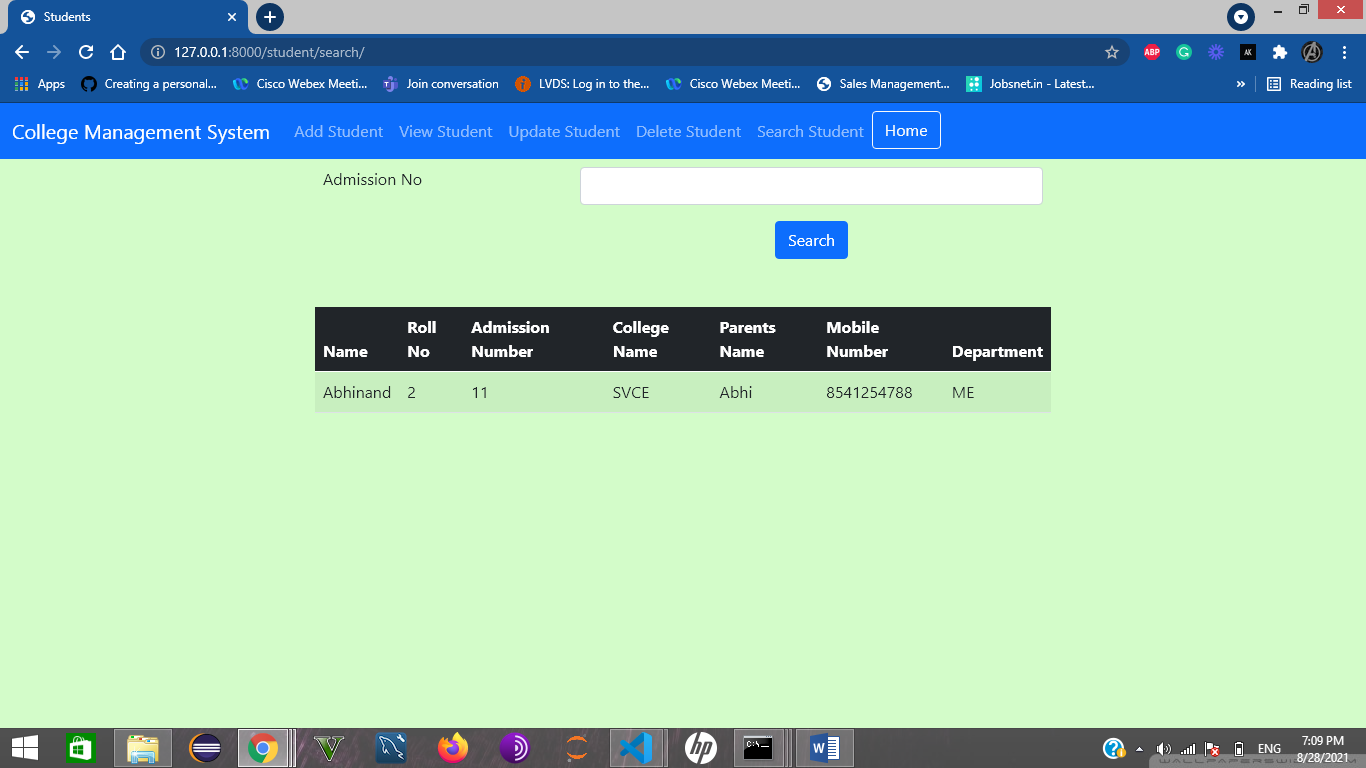 Students
127.0.0.1:8000/student/search/
ABP
G
AK
Apps
Creating a personal...
Cisco Webex Meeti...
Join conversation
LVDS: Log in to the...
Cisco Webex Meeti...
Sales Management...
Jobsnet.in - Latest...
»
Reading list
College Management System
Add Student
View Student
Update Student
Delete Student
Search Student
Home
Admission No
Search
Name
Roll
No
Admission
Number
College
Name
Parents
Name
Mobile
Number
Department
Abhinand 2 11 SVCE Abhi 8541254788 ME
V
hp
C:\_
W
ENG
7:09 PM
8/28/2021